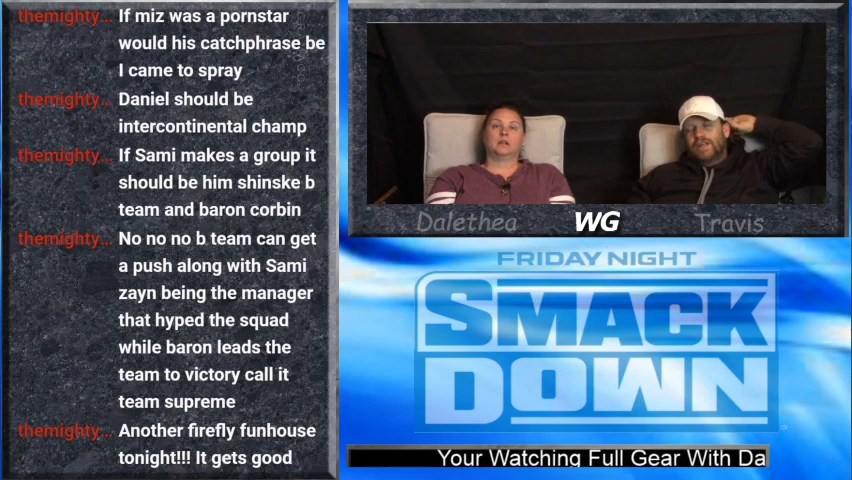 themighty... If miz was a pornstar
would his catchphrase be
I came to spray
themighty... Daniel should be
intercontinental champ
themighty... If Sami makes a group it
should be him shinske b
team and baron corbin
themighty... No no no b team can get
a push along with Sami
zayn being the manager
that hyped the squad
while baron leads the
team to victory call it
team supreme
themighty... Another firefly funhouse
tonight!!! It gets good
Dalethea WG Travis
FRIDAY NIGHT
SMACK
DOWN
Your Watching Full Gear With Da